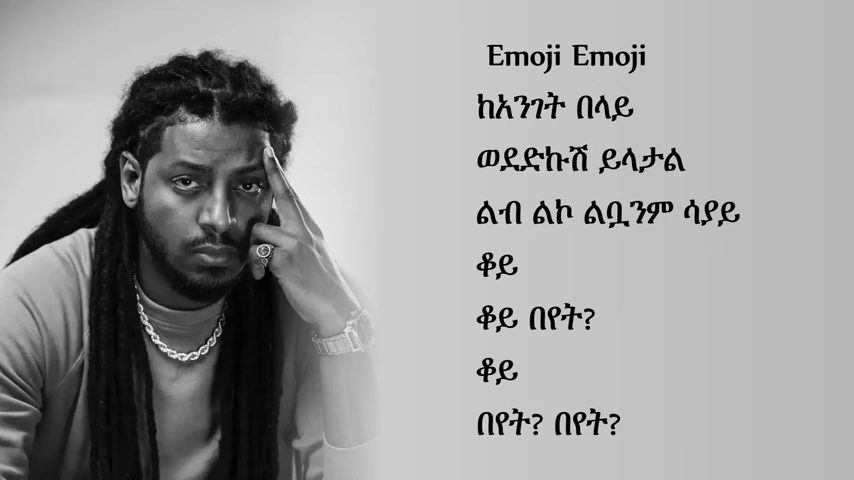 Emoji Emoji
ከአንገት በላይ
ወደድኩሽ ይላታል
ልብ ልኮ ልቧንም ሳያይ
ቆይ
ቆይ በየት?
ቆይ
በየት? በየት?